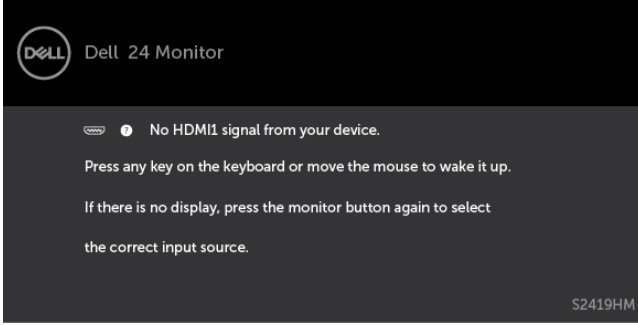 DELL
Dell 24 Monitor
? No HDMI1 signal from your device.
Press any key on the keyboard or move the mouse to wake it up.
If there is no display, press the monitor button again to select
the correct input source.
S2419HM